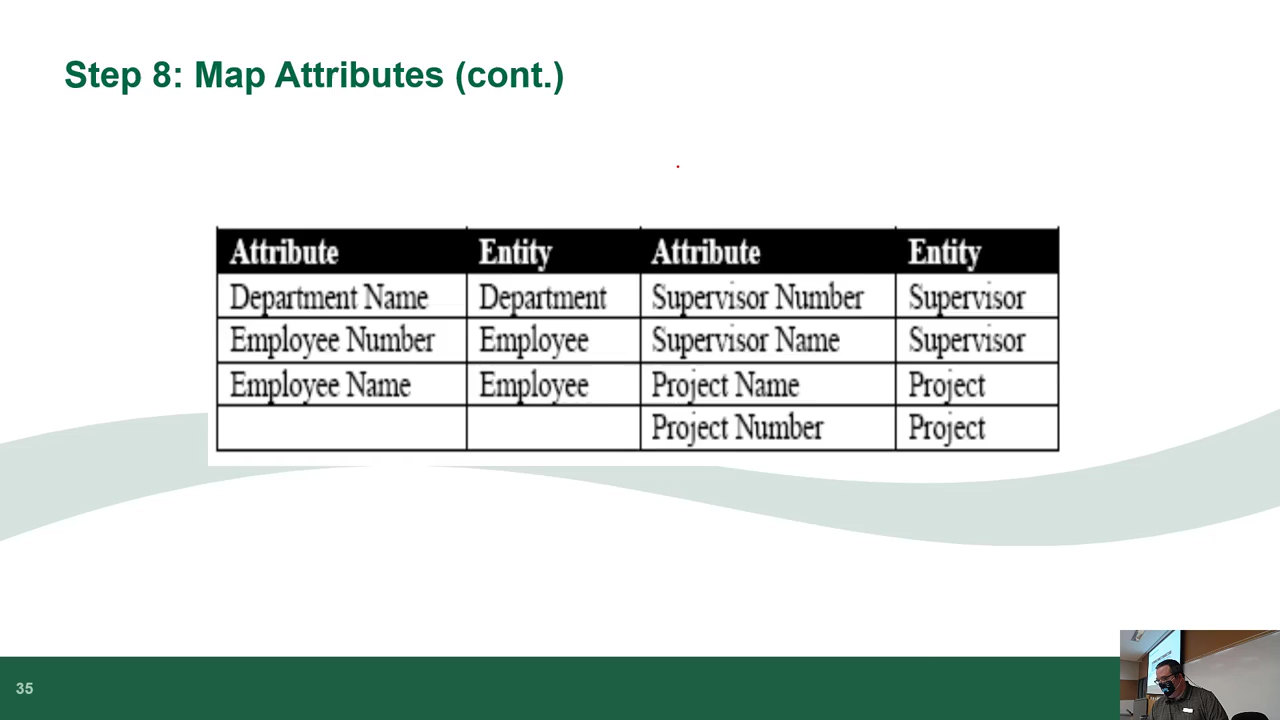 Step 8: Map Attributes (cont.)
Attribute Entity Attribute Entity
Department Name Department Supervisor Number Supervisor
Employee Number Employee Supervisor Name Supervisor
Employee Name Employee Project Name Project
Project Number Project
35